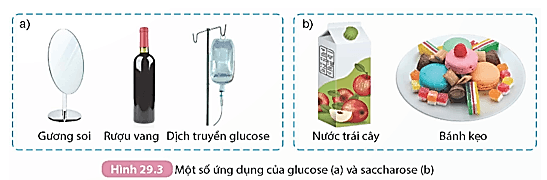 a)
b)
Gương soi Rượu vang Dịch truyền glucose
Nước trái cây Bánh kẹo
Hình 29.3 Một số ứng dụng của glucose (a) và saccharose (b)